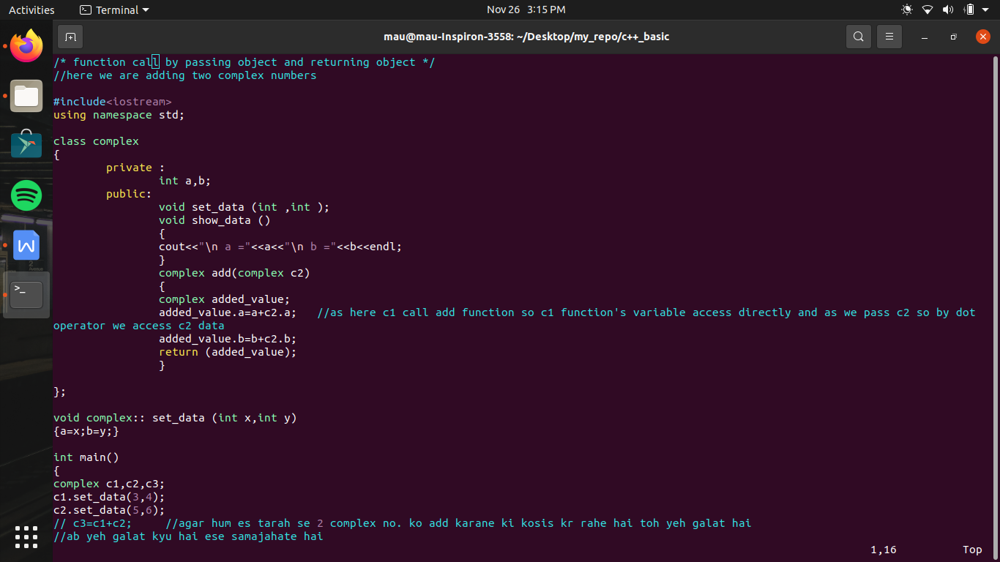 Activities Terminal Nov 26 3:15 PM
mau@mau-Inspiron-3558: ~/Desktop/my_repo/c++_basic
/* function call by passing object and returning object */
//here we are adding two complex numbers
#include<iostream>
using namespace std;
class complex
{
private :
int a,b;
public:
void set_data (int ,int );
void show_data ()
{
cout<<"\n a ="<<a<<"\n b ="<<b<<endl;
}
complex add(complex c2)
{
complex added_value;
added_value.a=a+c2.a; //as here c1 call add function so c1 function's variable access directly and as we pass c2 so by dot
operator we access c2 data
added_value.b=b+c2.b;
return (added_value);
}
};
void complex:: set_data (int x,int y)
{a=x;b=y;}
int main()
{
complex c1,c2,c3;
c1.set_data(3,4);
c2.set_data(5,6);
// c3=c1+c2; //agar hum es tarah se 2 complex no. ko add karane ki kosis kr rahe hai toh yeh galat hai
//ab yeh galat kyu hai ese samajahate hai
1,16 Top